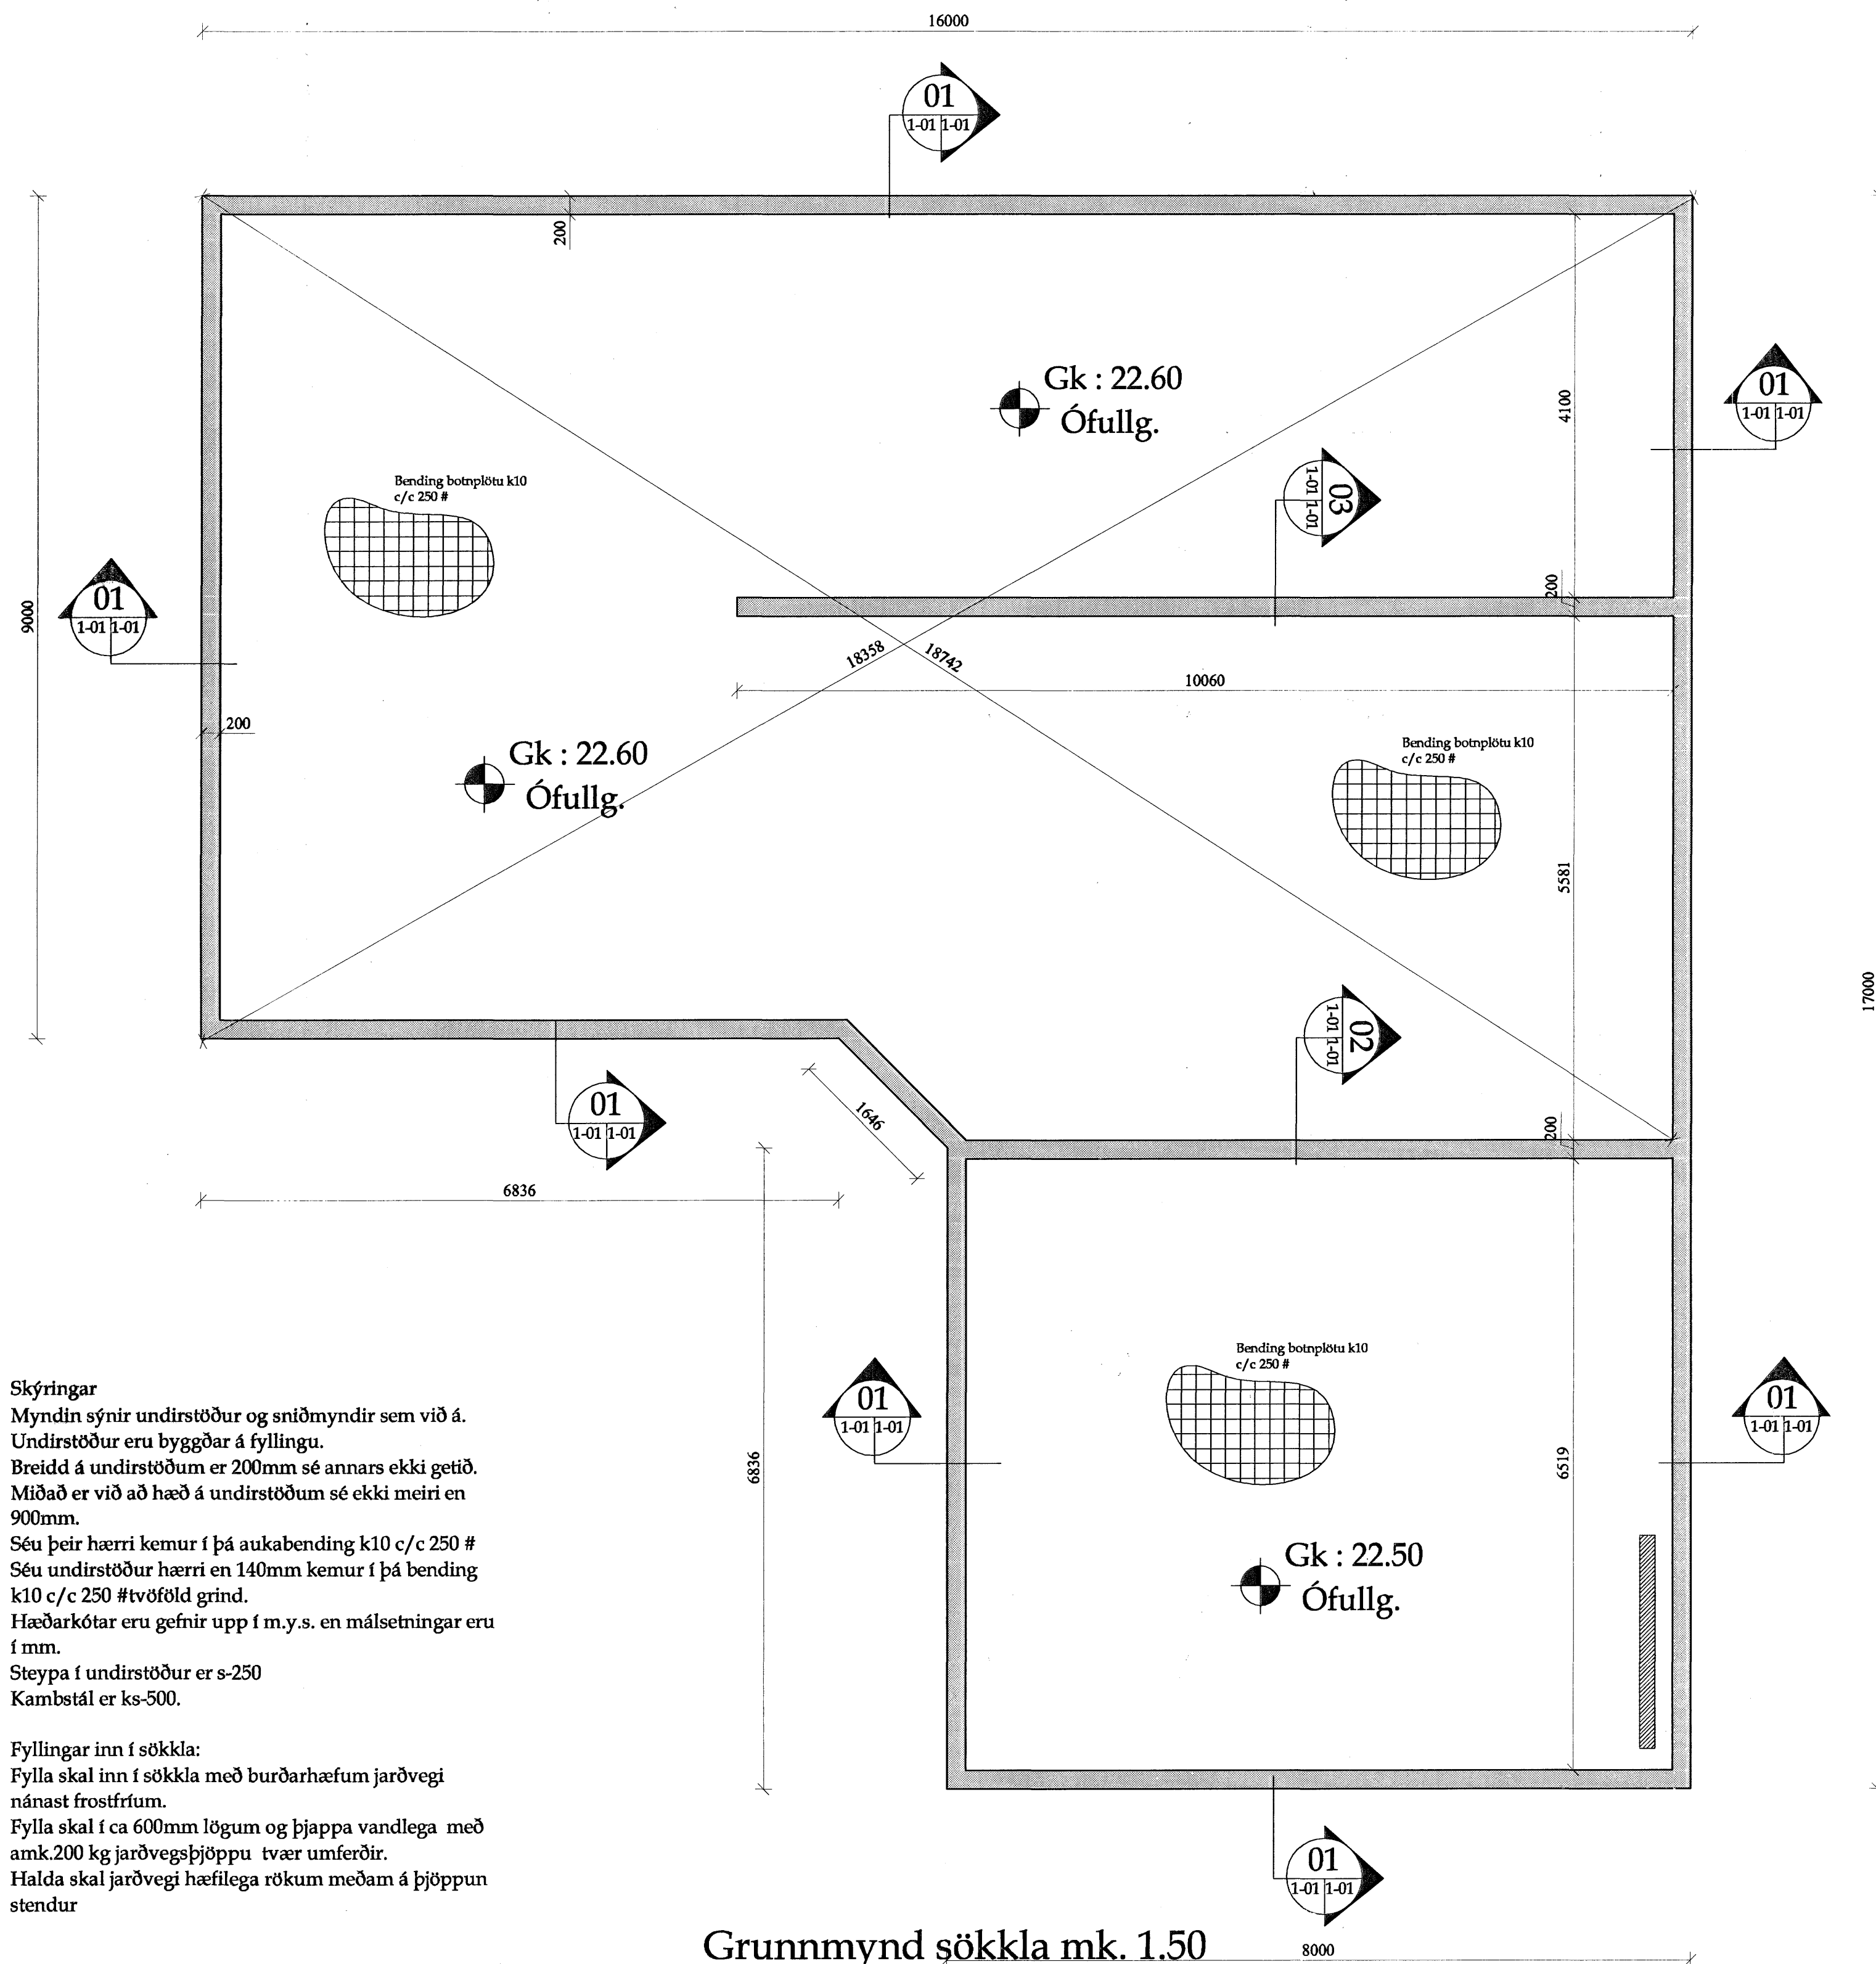 16000
01
1-01 1-01
200
9000
4100
Gk : 22.60
Ófullg.
01
1-01 1-01
03
1-01 1-01
Bending botnplötu k10
c/c 250 #
01
1-01 1-01
200
18358
18742
10060
200
Gk : 22.60
Ófullg.
Bending botnplötu k10
c/c 250 #
5581
17000
02
1-01 1-01
01
1-01 1-01
1646
200
6836
6836
Bending botnplötu k10
c/c 250 #
01
1-01 1-01
01
1-01 1-01
6519
Gk : 22.50
Ófullg.
Skýringar
Myndin sýnir undirstöður og sniðmyndir sem við á.
Undirstöður eru byggðar á fyllingu.
Breidd á undirstöðum er 200mm sé annars ekki getið.
Miðað er við að hæð á undirstöðum sé ekki meiri en
900mm.
Séu þeir hærri kemur í þá aukabending k10 c/c 250 #
Séu undirstöður hærri en 140mm kemur í þá bending
k10 c/c 250 #tvöföld grind.
Hæðarkótar eru gefnir upp í m.y.s. en málsetningar eru
í mm.
Steypa í undirstöður er s-250
Kambstál er ks-500.
Fyllingar inn í sökkla:
Fylla skal inn í sökkla með burðarhæfum jarðvegi
nánast frostfríum.
Fylla skal í ca 600mm lögum og þjappa vandlega með
amk.200 kg jarðvegsþjöppu tvær umferðir.
Halda skal jarðvegi hæfilega rökum meðam á þjöppun
stendur
01
1-01 1-01
Grunnmynd sökkla mk. 1.50
8000